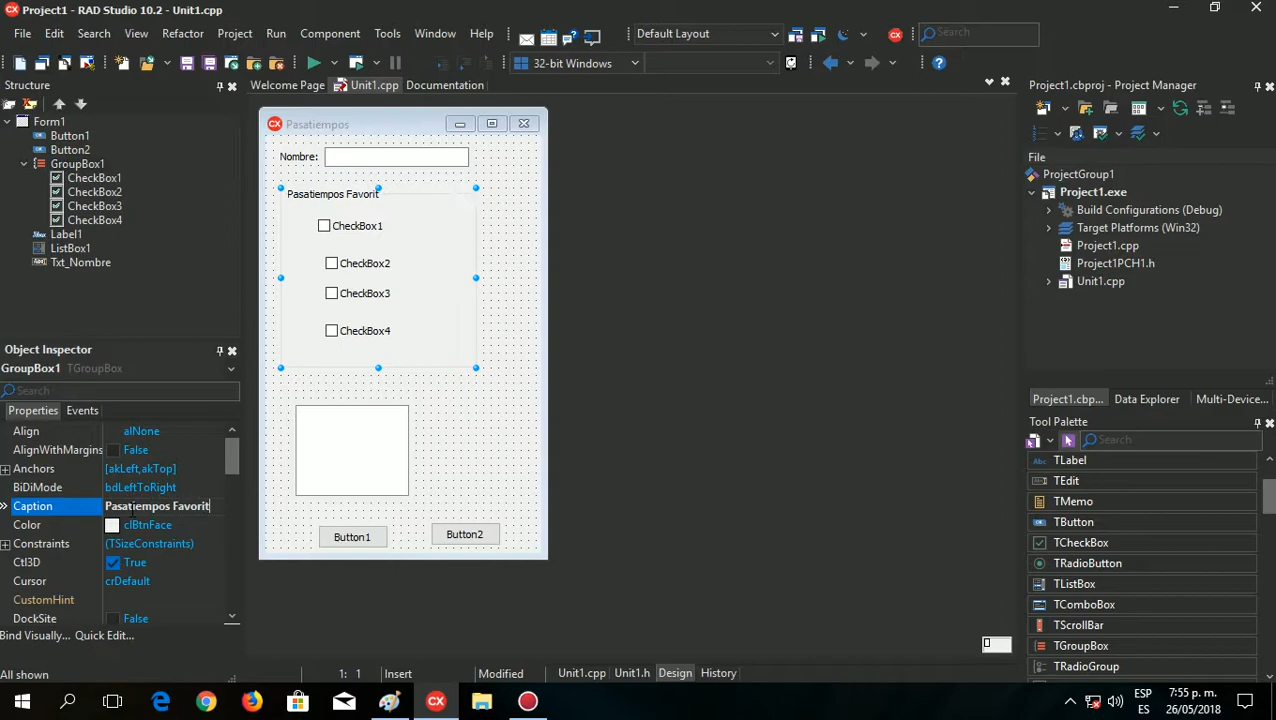 Project1 - RAD Studio 10.2 - Unit1.cpp
File Edit Search View Refactor Project Run Component Tools Window Help
Default Layout
Search
32-bit Windows
Structure
Welcome Page Unit1.cpp Documentation
Project1.cbproj - Project Manager
Form1
Button1
Button2
GroupBox1
CheckBox1
CheckBox2
CheckBox3
CheckBox4
Label1
ListBox1
Txt_Nombre
Pasatiempos
Nombre:
Pasatiempos Favorit
CheckBox1
CheckBox2
CheckBox3
CheckBox4
Button1
Button2
File
ProjectGroup1
Project1.exe
Build Configurations (Debug)
Target Platforms (Win32)
Project1.cpp
Project1PCH1.h
Unit1.cpp
Object Inspector
GroupBox1 TGroupBox
Search
Properties Events
Align alNone
AlignWithMargins False
Anchors [akLeft,akTop]
BiDiMode bdLeftToRight
Caption Pasatiempos Favorit
Color clBtnFace
Constraints (TSizeConstraints)
Ctl3D True
Cursor crDefault
CustomHint
DockSite False
Bind Visually... Quick Edit...
All shown
1: 1 Insert Modified Unit1.cpp Unit1.h Design History
Project1.cbp... Data Explorer Multi-Device...
Tool Palette
Search
TLabel
TEdit
TMemo
TButton
TCheckBox
TRadioButton
TListBox
TComboBox
TScrollBar
TGroupBox
TRadioGroup
ESP
ES
7:55 p. m.
26/05/2018